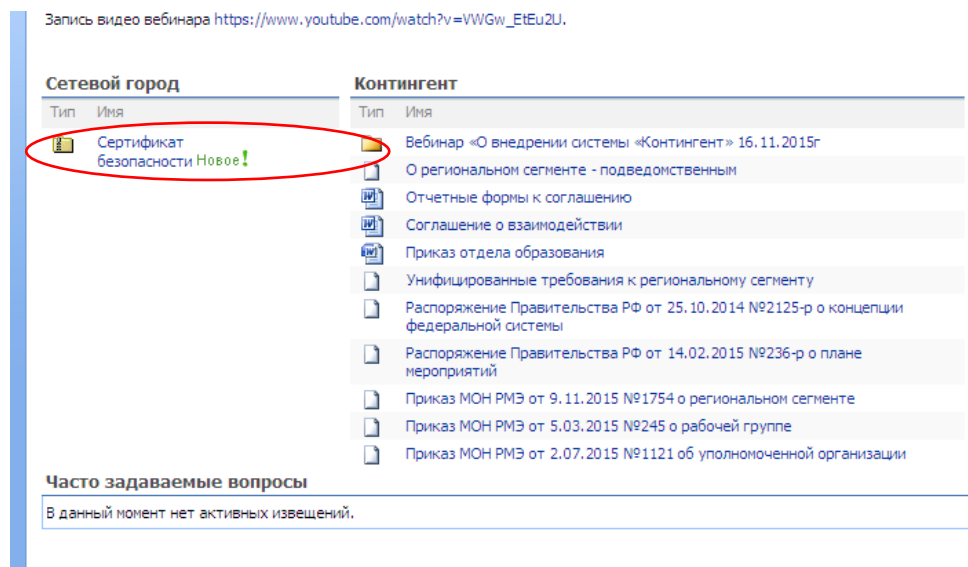 Запись видео вебинара https://www.youtube.com/watch?v=VWGw_EtEu2U.
Сетевой город
Тип Имя
Сертификат
безопасности Новое!
Контингент
Тип Имя
Вебинар «О внедрении системы «Контингент» 16.11.2015г
О региональном сегменте - подведомственным
Отчетные формы к соглашению
Соглашение о взаимодействии
Приказ отдела образования
Унифицированные требования к региональному сегменту
Распоряжение Правительства РФ от 25.10.2014 №2125-р о концепции
федеральной системы
Распоряжение Правительства РФ от 14.02.2015 №236-р о плане
мероприятий
Приказ МОН РМЭ от 9.11.2015 №1754 о региональном сегменте
Приказ МОН РМЭ от 5.03.2015 №245 о рабочей группе
Приказ МОН РМЭ от 2.07.2015 №1121 об уполномоченной организации
Часто задаваемые вопросы
В данный момент нет активных извещений.